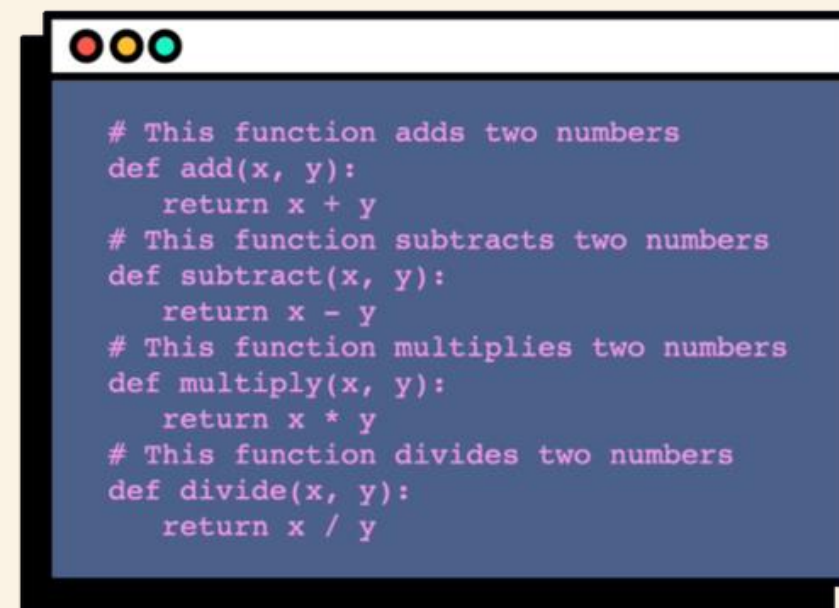 # This function adds two numbers
def add(x, y):
   return x + y
# This function subtracts two numbers
def subtract(x, y):
   return x - y
# This function multiplies two numbers
def multiply(x, y):
   return x * y
# This function divides two numbers
def divide(x, y):
   return x / y